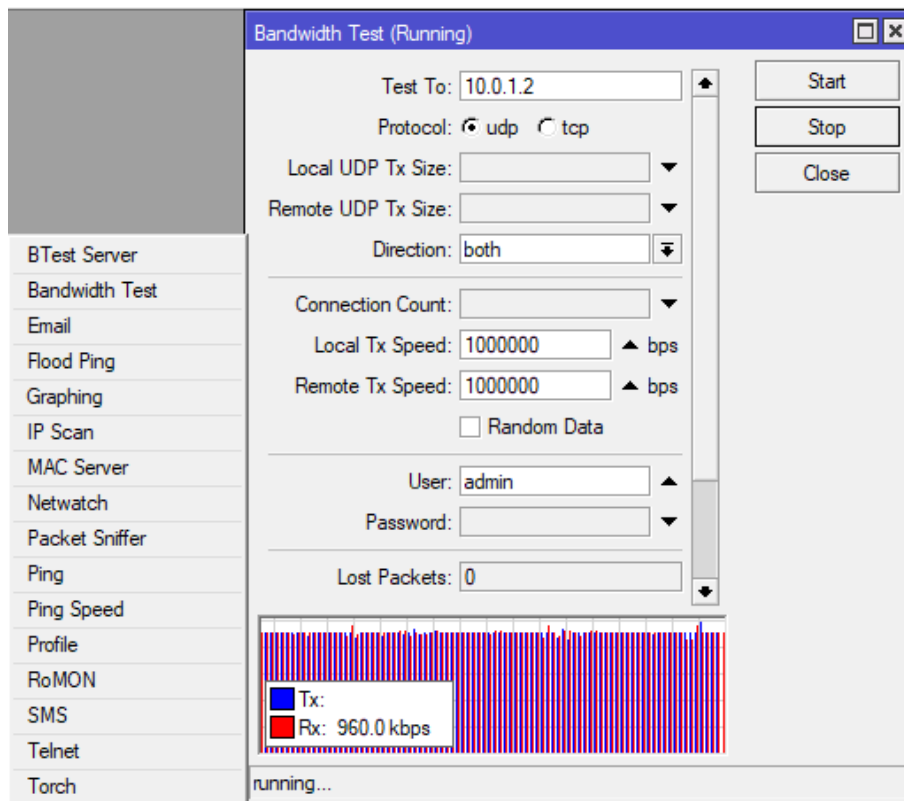 Bandwidth Test (Running)
Test To: 10.0.1.2
Start
Protocol: udp tcp
Stop
Local UDP Tx Size:
Close
Remote UDP Tx Size:
Direction: both
Connection Count:
Local Tx Speed: 1000000 bps
Remote Tx Speed: 1000000 bps
Random Data
User: admin
Password:
Lost Packets: 0
Tx:
Rx: 960.0 kbps
running...
BTest Server
Bandwidth Test
Email
Flood Ping
Graphing
IP Scan
MAC Server
Netwatch
Packet Sniffer
Ping
Ping Speed
Profile
RoMON
SMS
Telnet
Torch